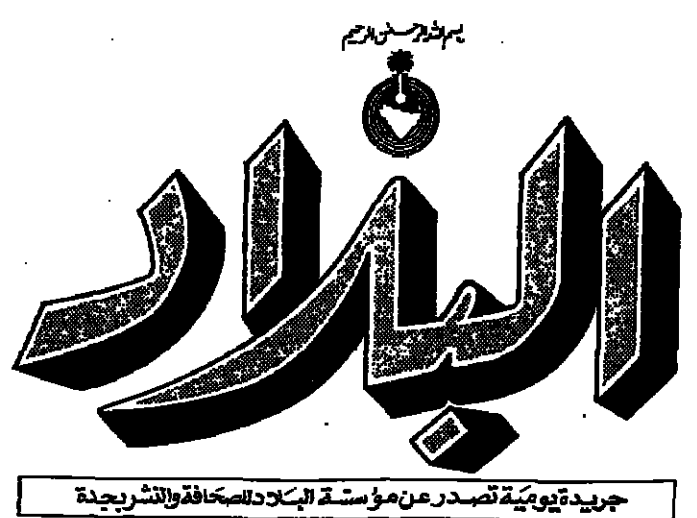 بسم الله الرحمن الرحيم
البلاد
جريدة يومية تصدر عن مؤسسة البلاد للصحافة والنشر بجدة